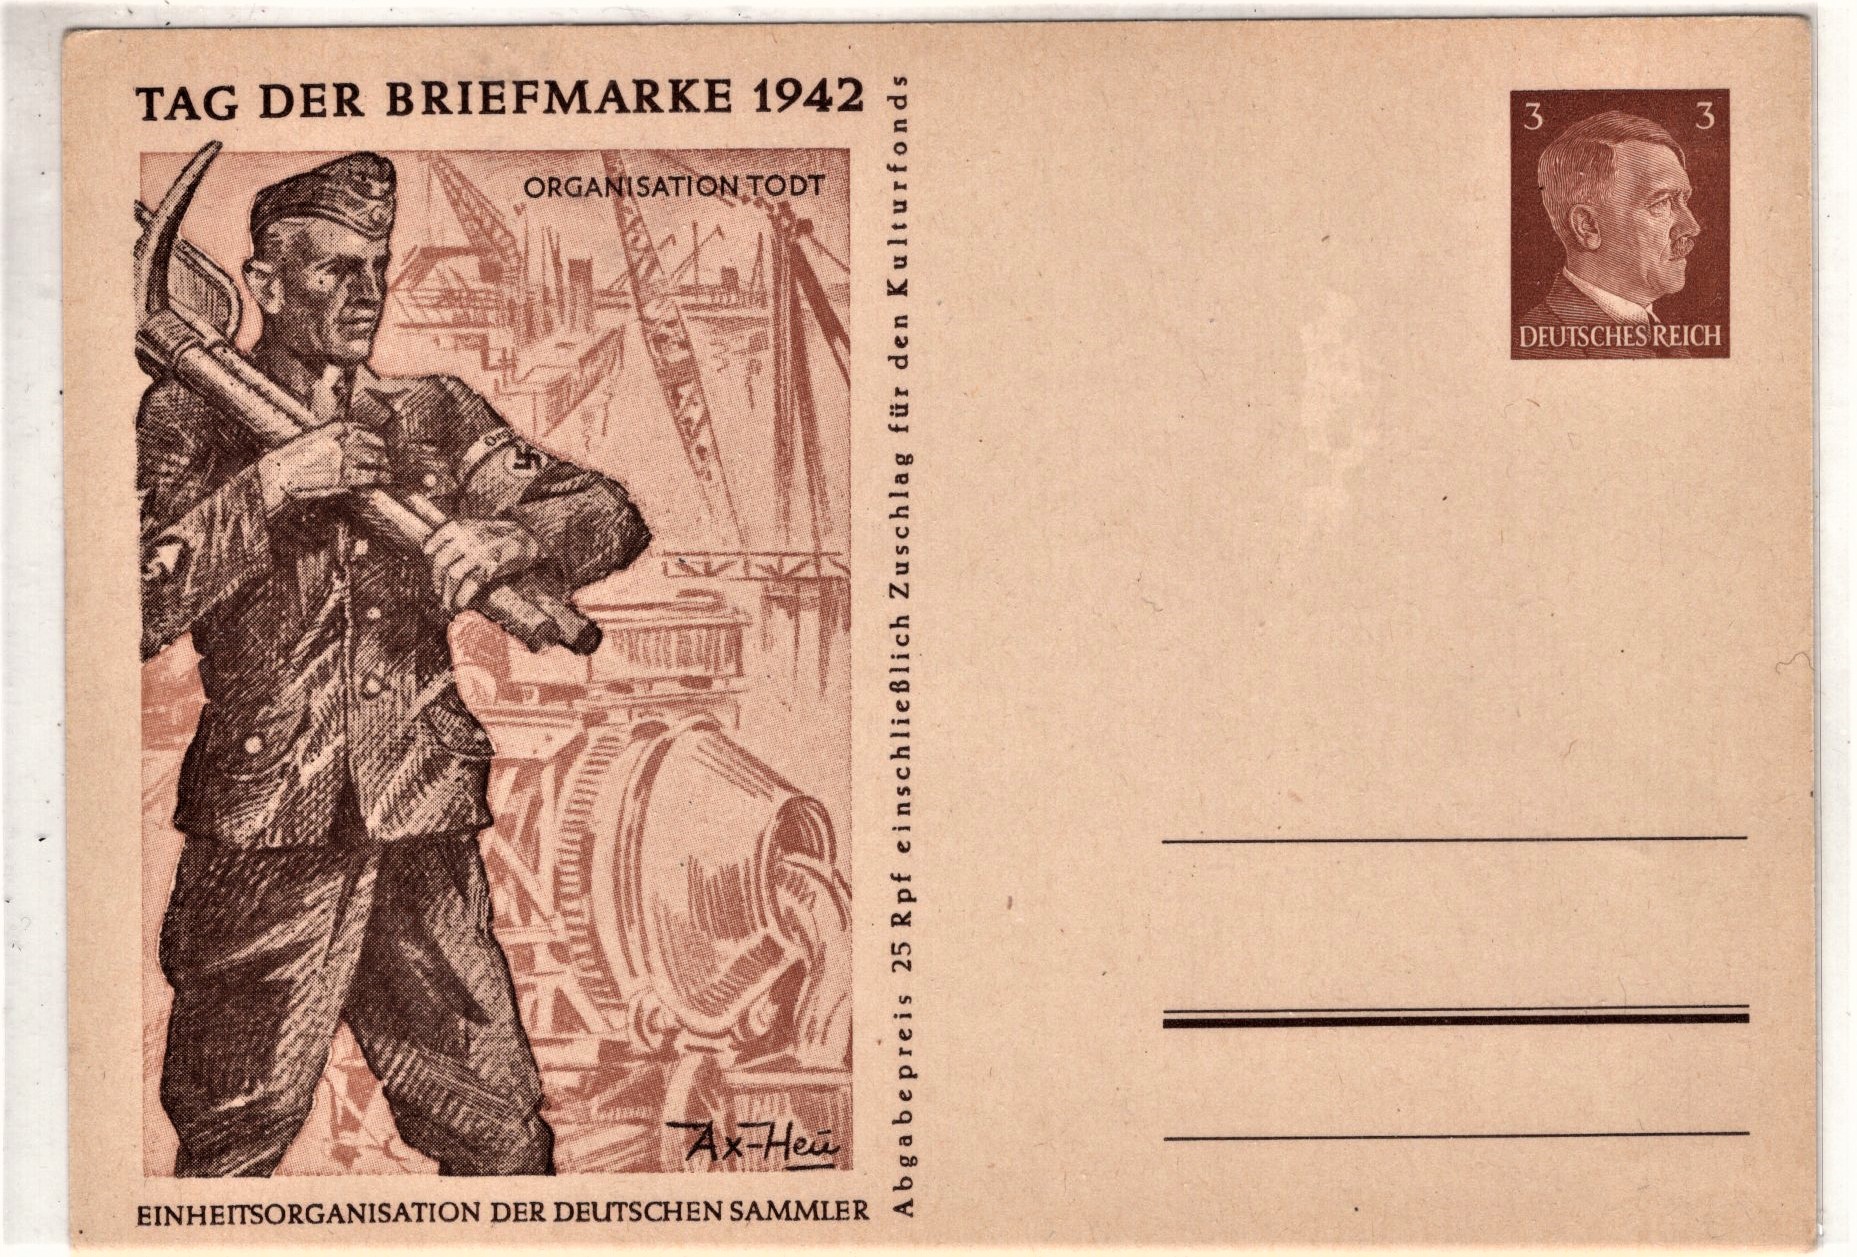 TAG DER BRIEFMARKE 1942
ORGANISATION TODT
Org
Ax-Heu
EINHEITSORGANISATION DER DEUTSCHEN SAMMLER
Abgabepreis 25 Rpf einschließlich Zuschlag für den Kulturfonds
3 3
DEUTSCHES REICH